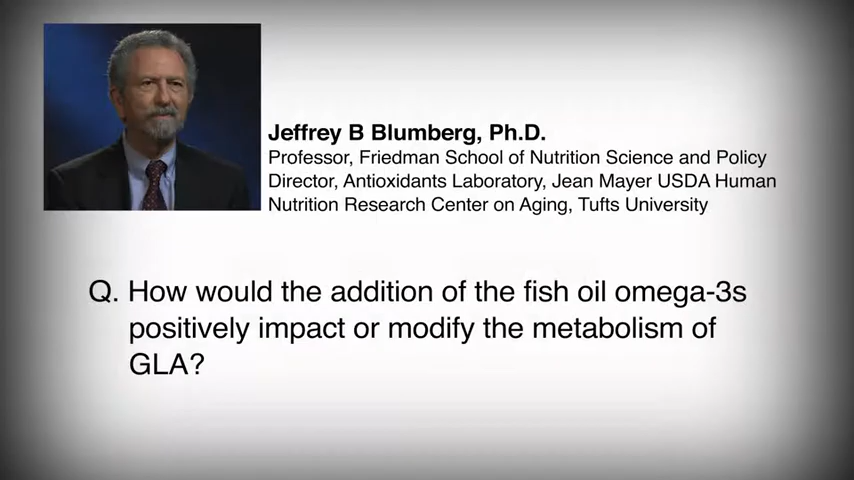 Jeffrey B Blumberg, Ph.D.
Professor, Friedman School of Nutrition Science and Policy
Director, Antioxidants Laboratory, Jean Mayer USDA Human
Nutrition Research Center on Aging, Tufts University
Q. How would the addition of the fish oil omega-3s
positively impact or modify the metabolism of
GLA?